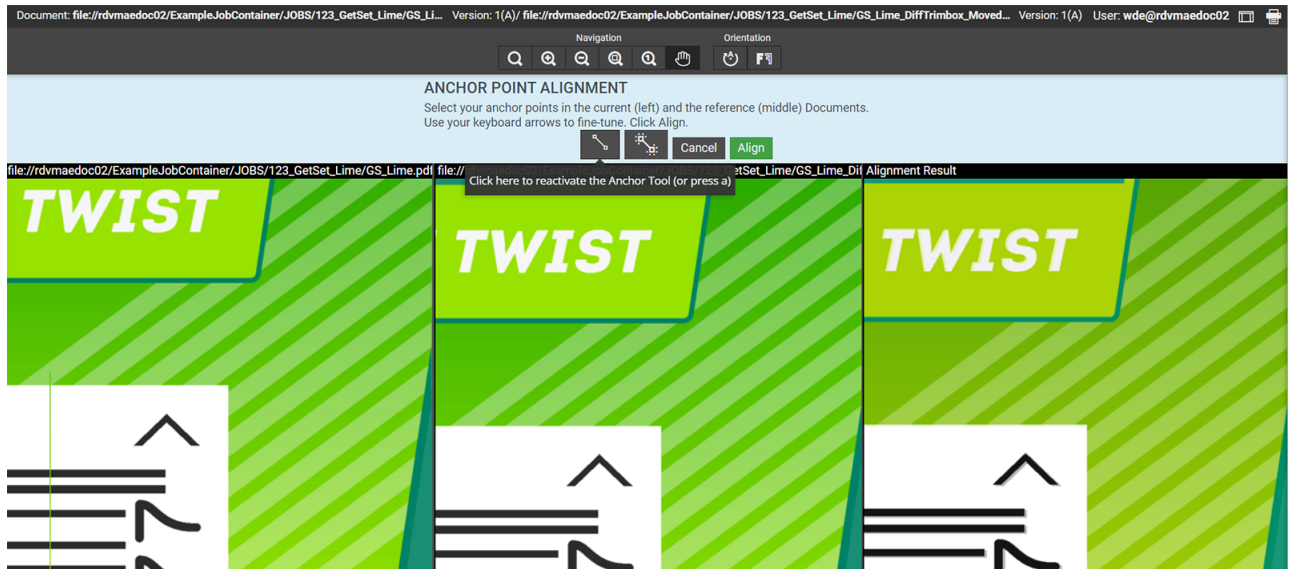 Document: file://rdvmaedoc02/ExampleJobContainer/JOBS/123_GetSet_Lime/GS_Li... Version: 1(A)/ file://rdvmaedoc02/ExampleJobContainer/JOBS/123_GetSet_Lime/GS_Lime_DiffTrimbox_Moved... Version: 1(A) User: wde@rdvmaedoc02
Navigation Orientation
ANCHOR POINT ALIGNMENT
Select your anchor points in the current (left) and the reference (middle) Documents.
Use your keyboard arrows to fine-tune. Click Align.
Cancel Align
file://rdvmaedoc02/ExampleJobContainer/JOBS/123_GetSet_Lime/GS_Lime.pdf file:// etSet_Lime/GS_Lime_Dif Alignment Result
Click here to reactivate the Anchor Tool (or press a)
TWIST TWIST TWIST